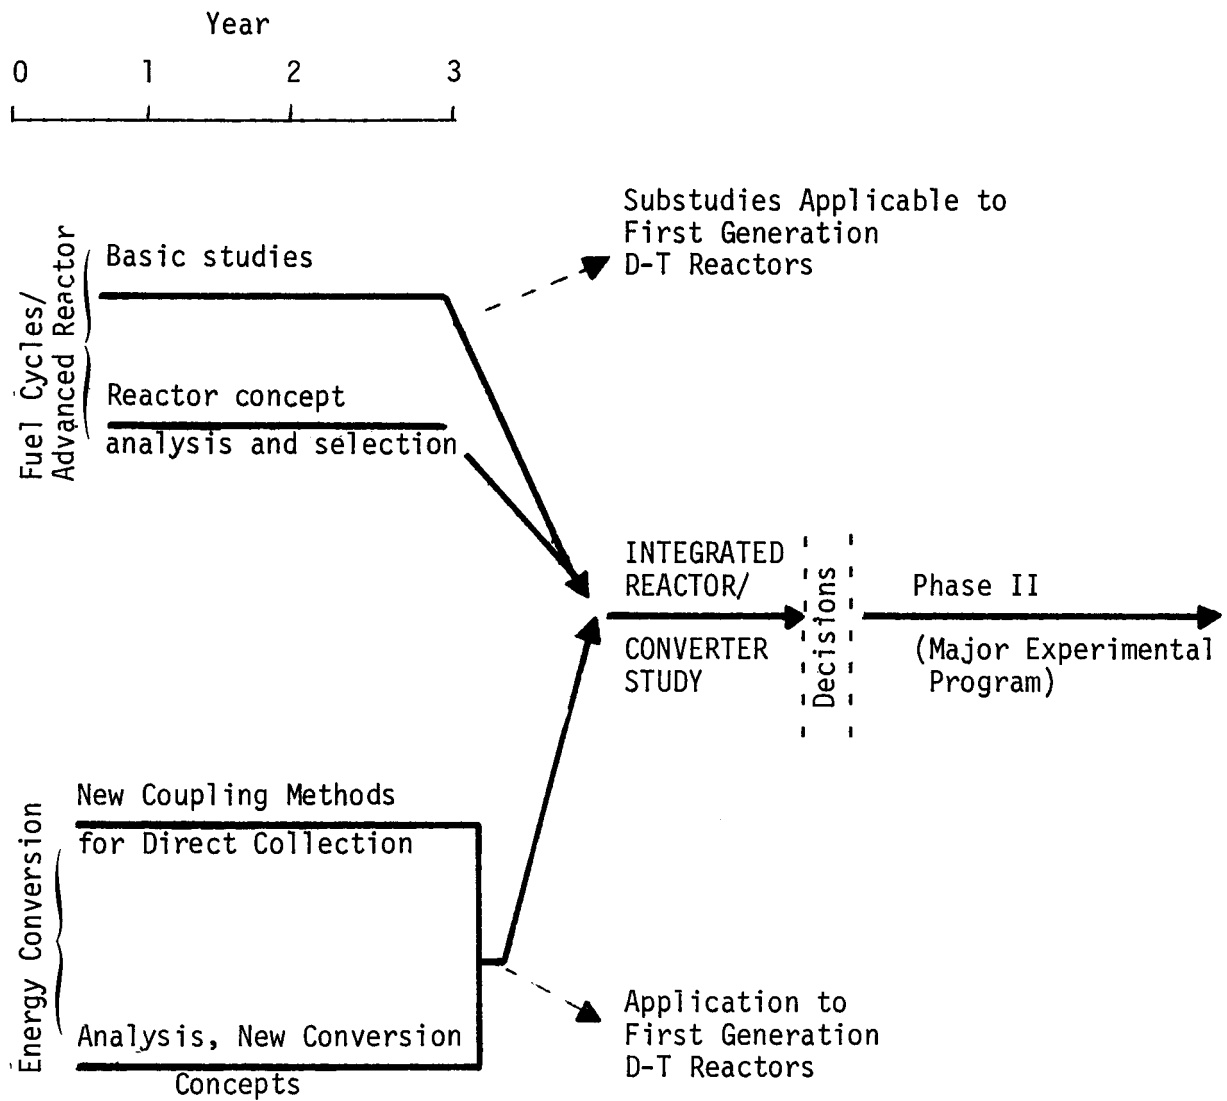 Year
0 1 2 3
Substudies Applicable to
First Generation
D-T Reactors
Fuel Cycles/
Advanced Reactor
Basic studies
Reactor concept
analysis and selection
INTEGRATED
REACTOR/
CONVERTER
STUDY
Decisions
Phase II
(Major Experimental
Program)
Energy Conversion
New Coupling Methods
for Direct Collection
Analysis, New Conversion
Concepts
Application to
First Generation
D-T Reactors